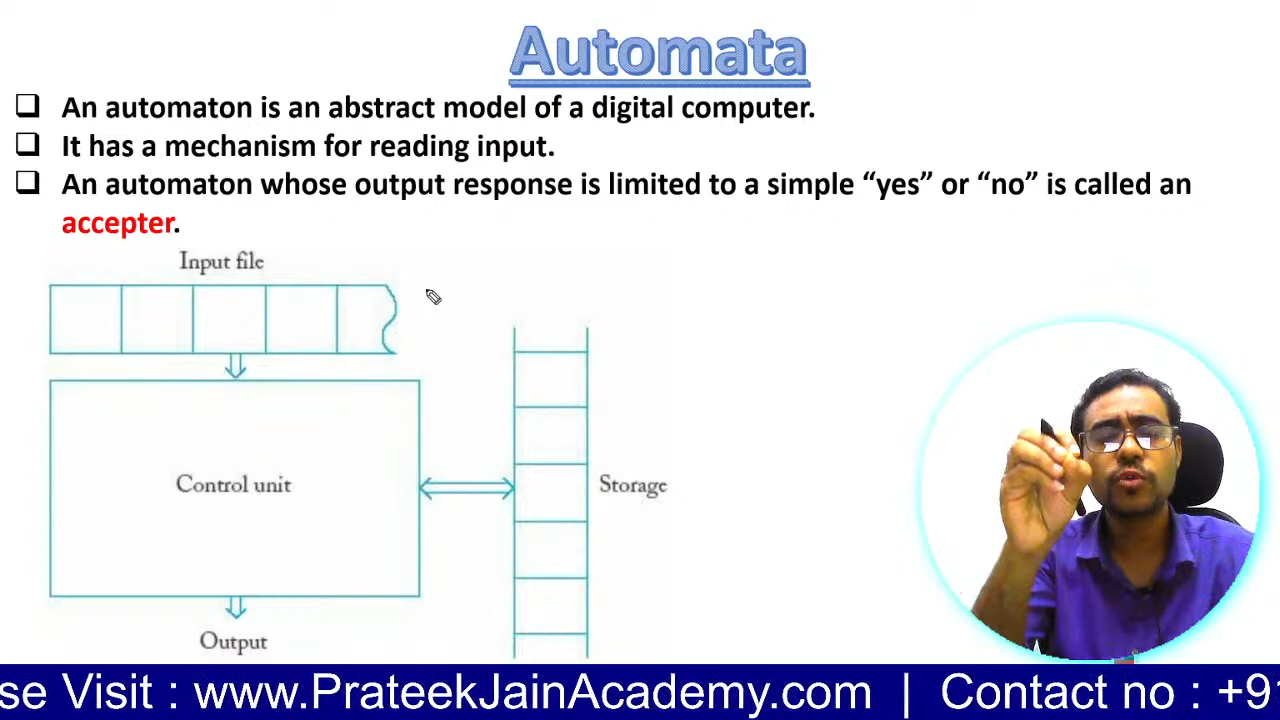 Automata
An automaton is an abstract model of a digital computer.
It has a mechanism for reading input.
An automaton whose output response is limited to a simple “yes” or “no” is called an
accepter.
Input file
Control unit
Storage
Output
se Visit : www.PrateekJainAcademy.com | Contact no : +91